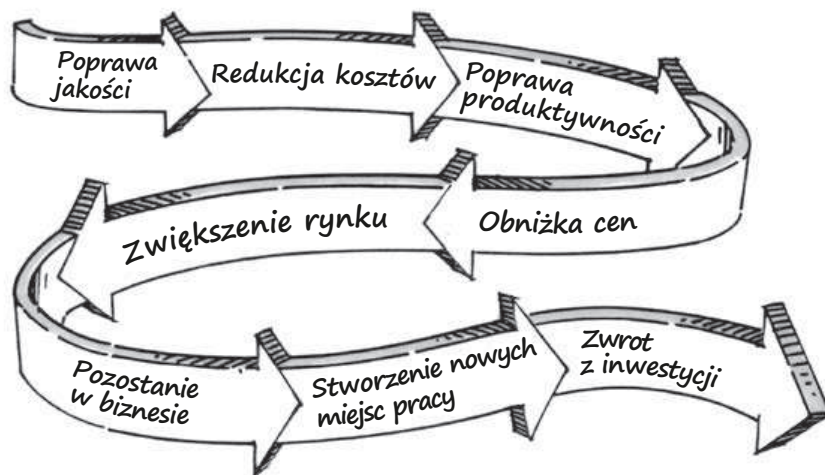 Poprawa
jakości
Redukcja kosztów
Poprawa
produktywności
Obniżka cen
Zwiększenie rynku
Pozostanie
w biznesie
Stworzenie nowych
miejsc pracy
Zwrot
z inwestycji